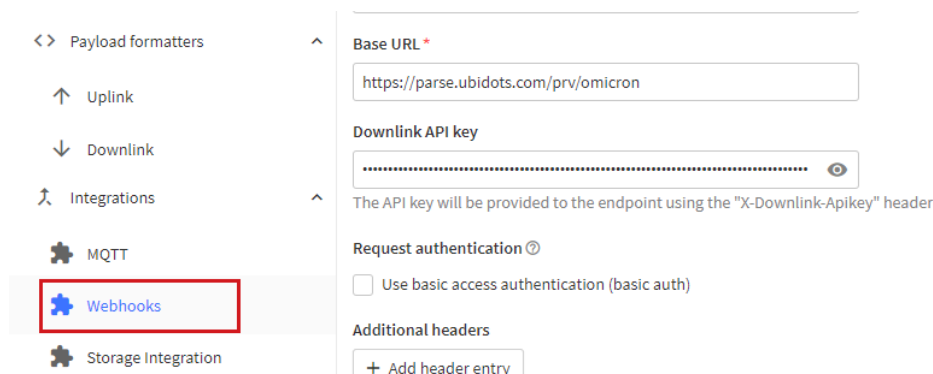 Payload formatters
Uplink
Downlink
Integrations
MQTT
Webhooks
Storage Integration
Base URL *
https://parse.ubidots.com/prv/omicron
Downlink API key
••••••••••••••••••••••••••••••••••••••••••••••••••••••••••••••••••••••••••••••••••••••••••••••••••
The API key will be provided to the endpoint using the "X-Downlink-Apikey" header
Request authentication
Use basic access authentication (basic auth)
Additional headers
+ Add header entry